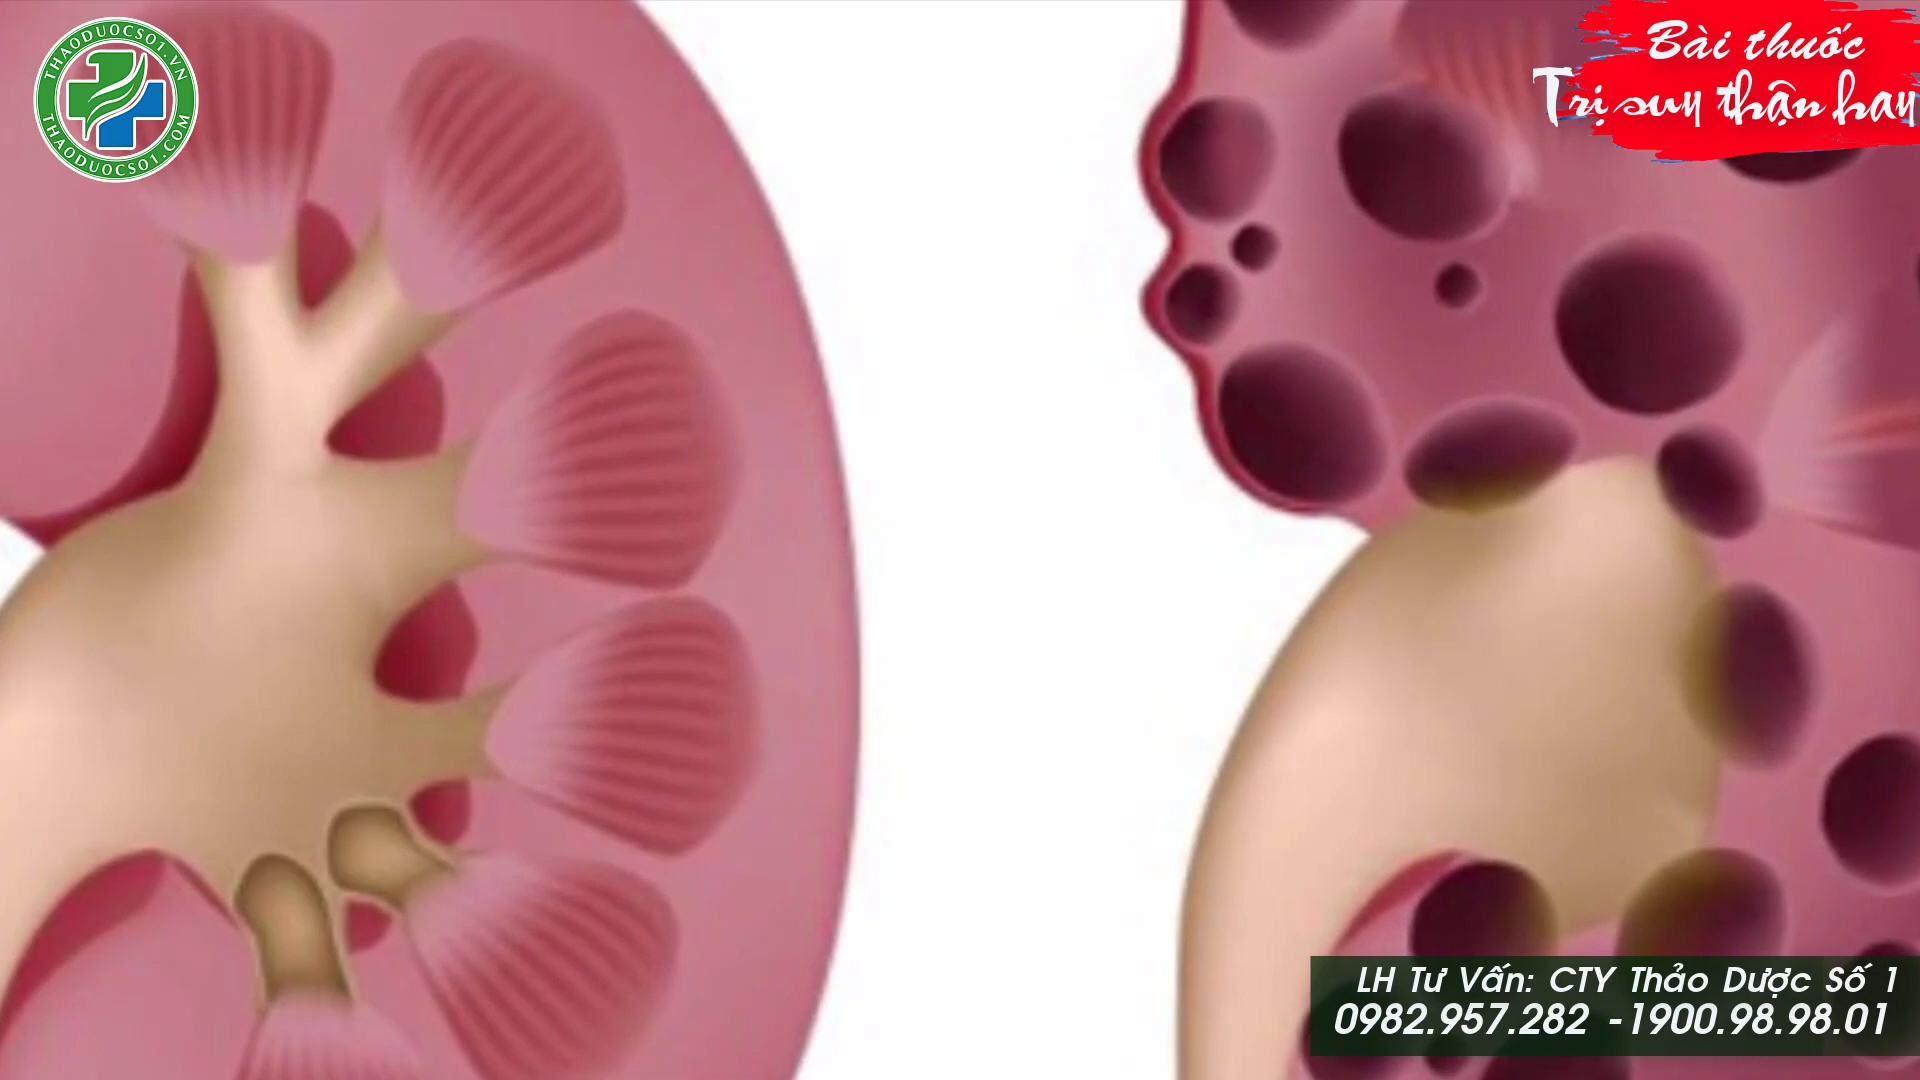 THAODUOCSO1.VN
THAODUOCSO1.COM
Bài thuốc
Trị suy thận hay
LH Tư Vấn: CTY Thảo Dược Số 1
0982.957.282 -1900.98.98.01